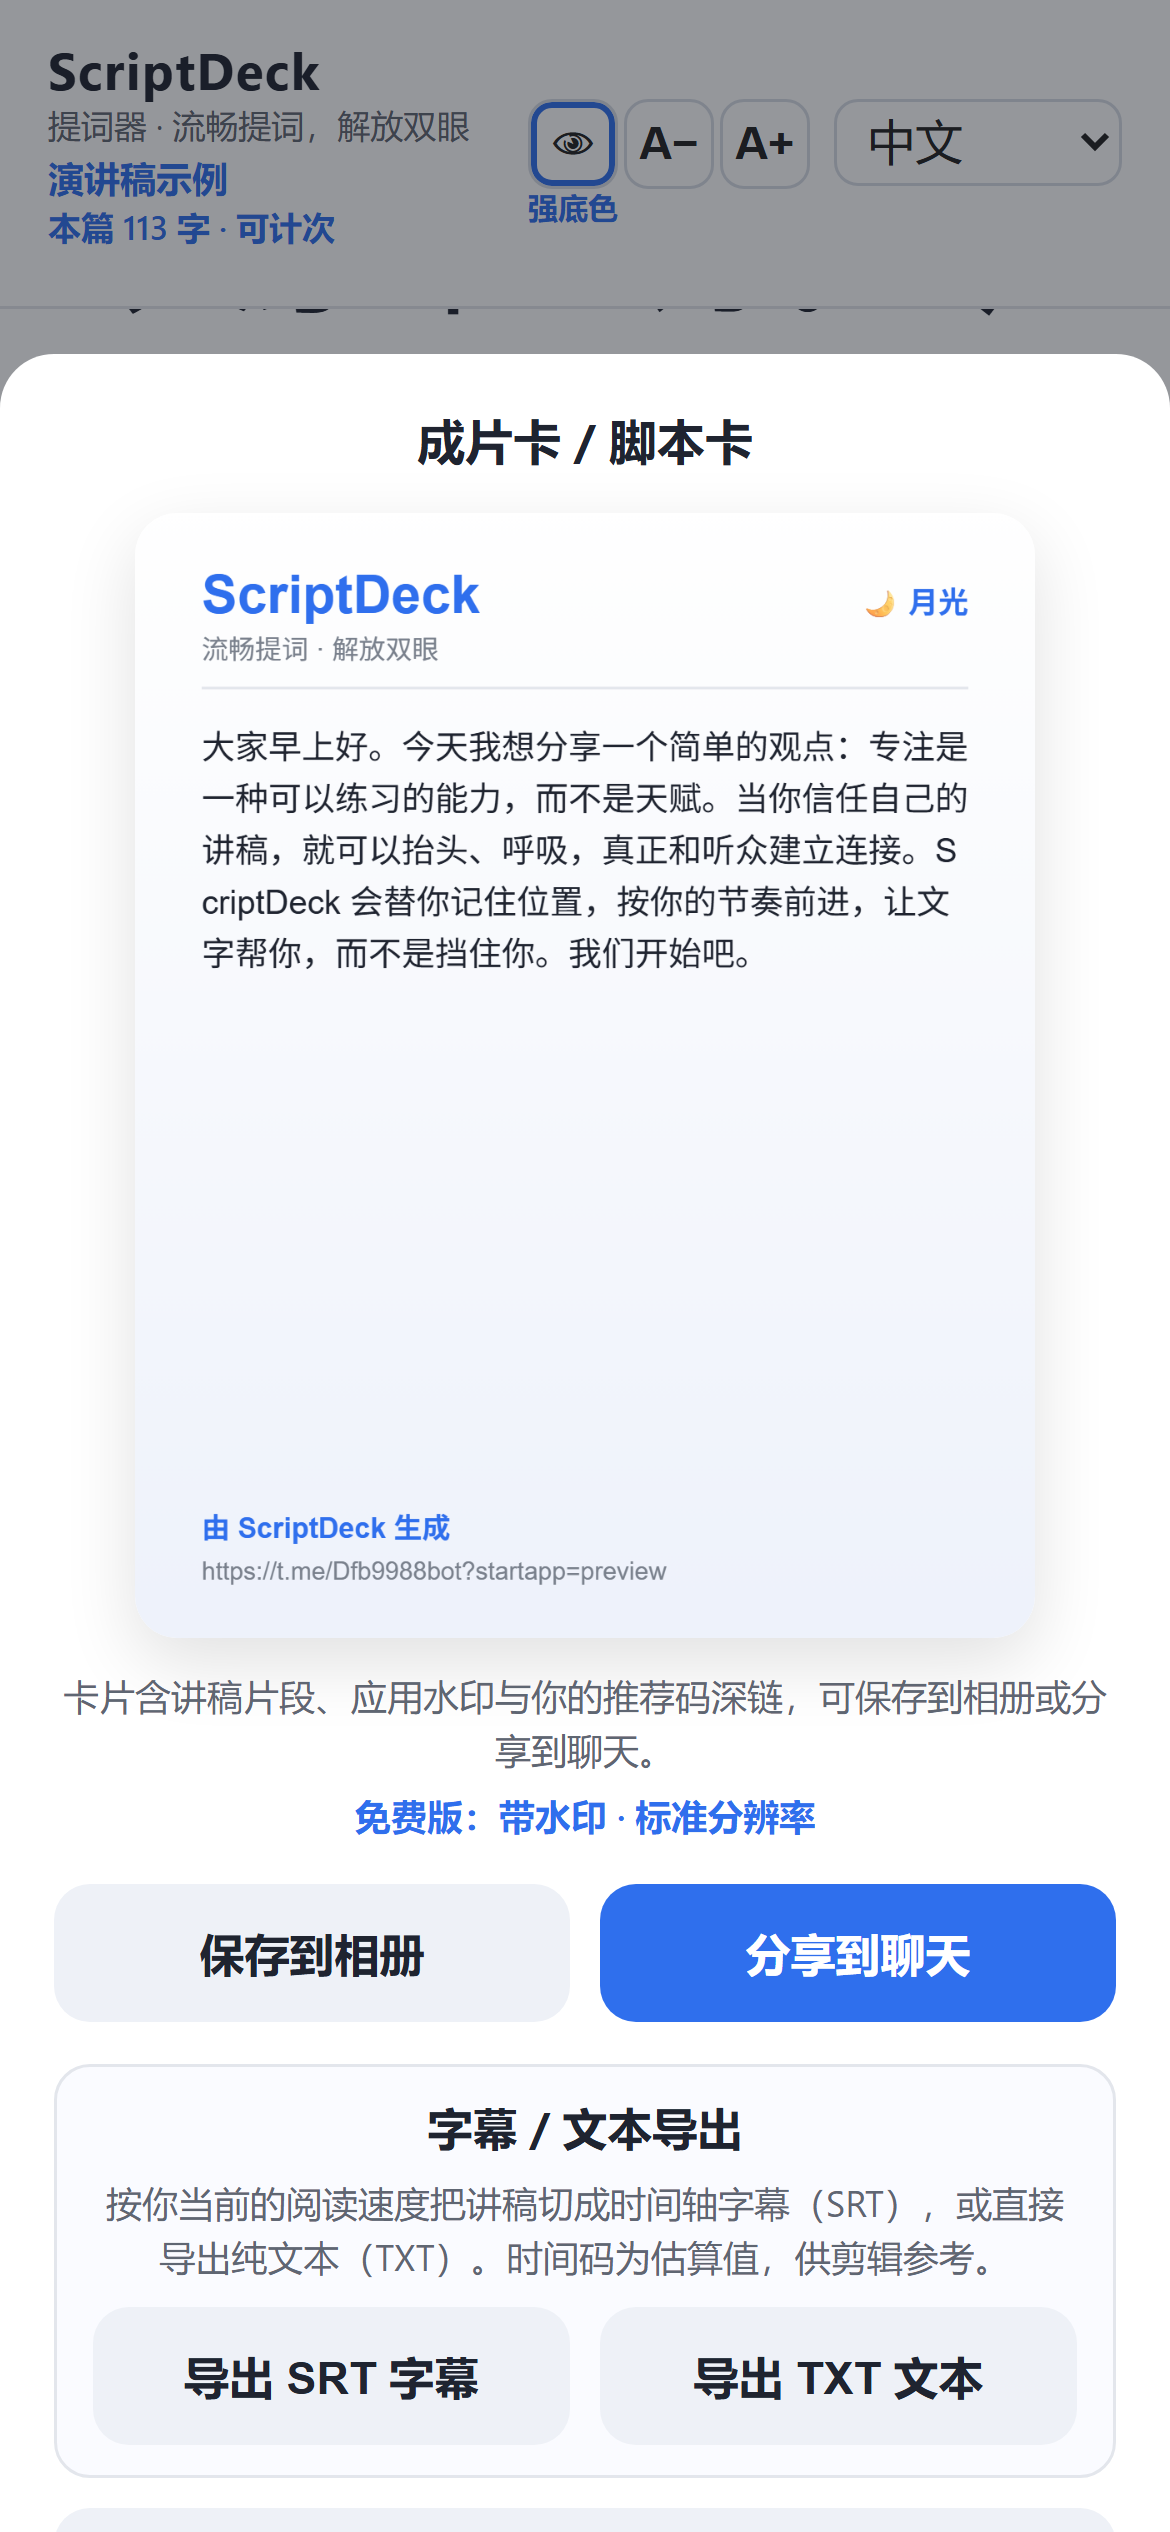 ScriptDeck
提词器 · 流畅提词，解放双眼
演讲稿示例
本篇 113 字 · 可计次
强底色
A−
A+
中文
成片卡 / 脚本卡
ScriptDeck
🌙 月光
流畅提词 · 解放双眼
大家早上好。今天我想分享一个简单的观点：专注是
一种可以练习的能力，而不是天赋。当你信任自己的
讲稿，就可以抬头、呼吸，真正和听众建立连接。S
criptDeck 会替你记住位置，按你的节奏前进，让文
字帮你，而不是挡住你。我们开始吧。
由 ScriptDeck 生成
https://t.me/Dfb9988bot?startapp=preview
卡片含讲稿片段、应用水印与你的推荐码深链，可保存到相册或分
享到聊天。
免费版：带水印 · 标准分辨率
保存到相册
分享到聊天
字幕 / 文本导出
按你当前的阅读速度把讲稿切成时间轴字幕（SRT），或直接
导出纯文本（TXT）。时间码为估算值，供剪辑参考。
导出 SRT 字幕
导出 TXT 文本